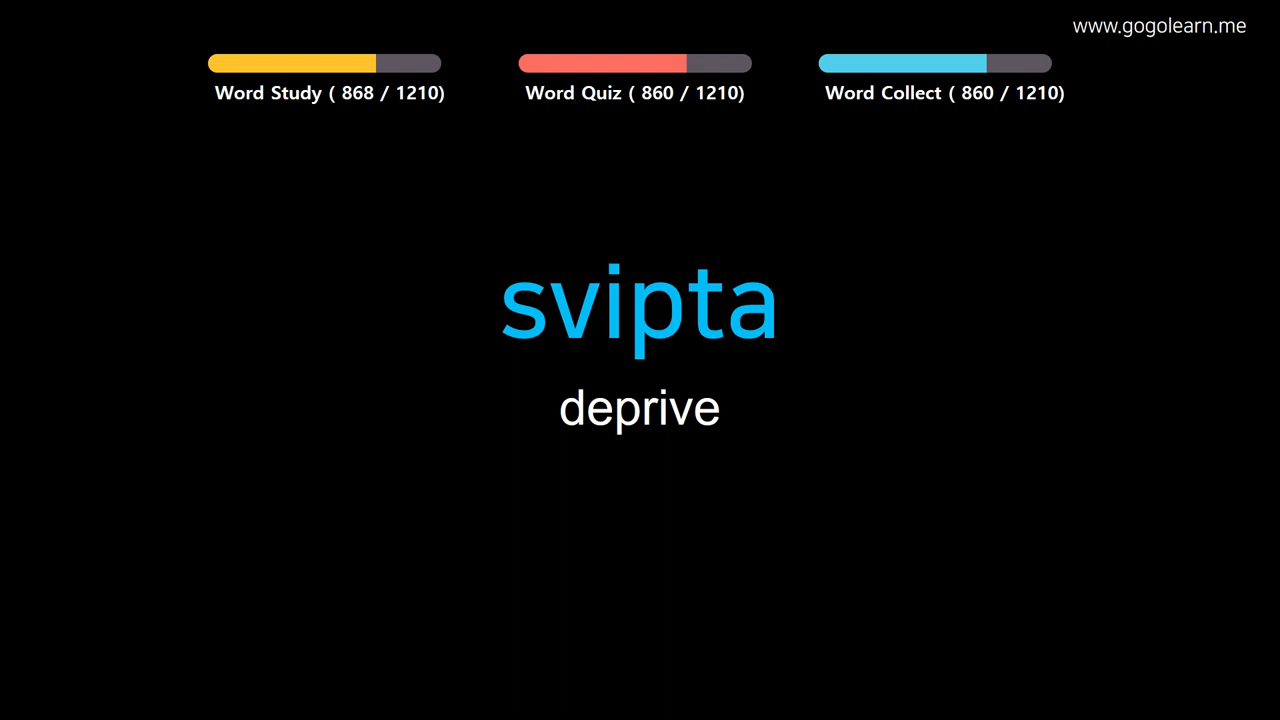 www.gogolearn.me
Word Study ( 868 / 1210)
Word Quiz ( 860 / 1210)
Word Collect ( 860 / 1210)
svipta
deprive